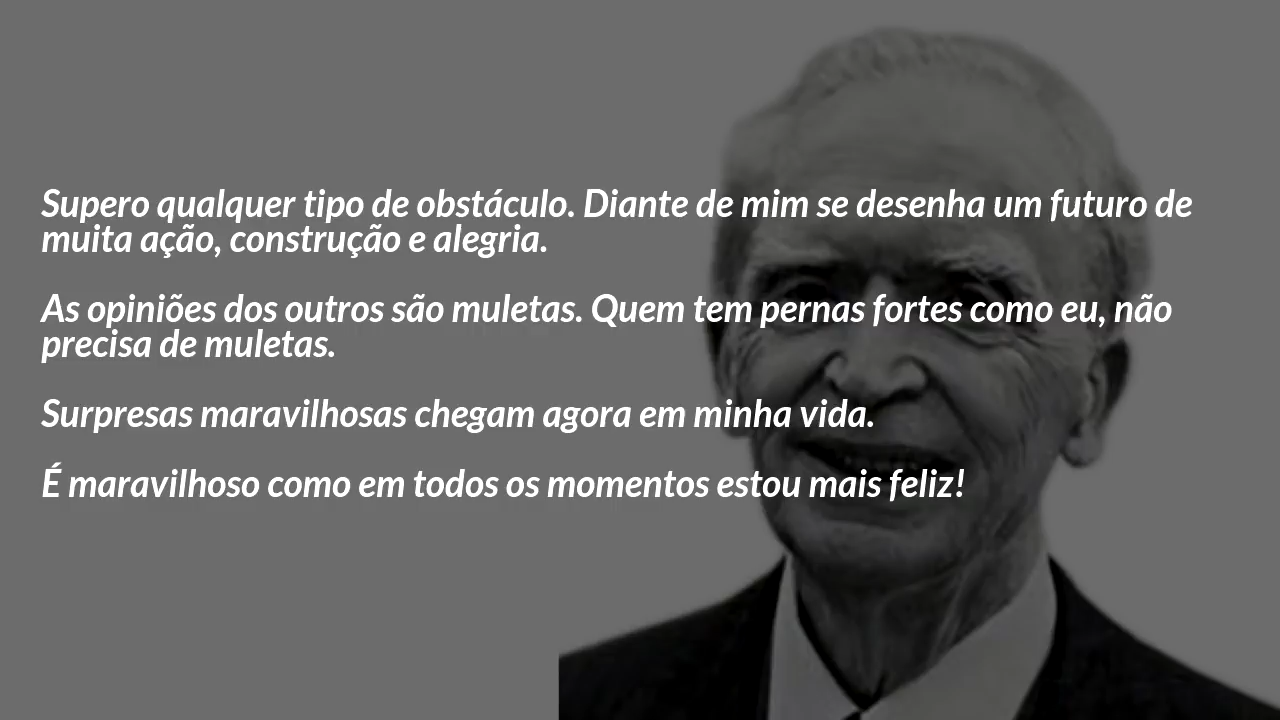 Supero qualquer tipo de obstáculo. Diante de mim se desenha um futuro de
muita ação, construção e alegria.
As opiniões dos outros são muletas. Quem tem pernas fortes como eu, não
precisa de muletas.
Surpresas maravilhosas chegam agora em minha vida.
É maravilhoso como em todos os momentos estou mais feliz!